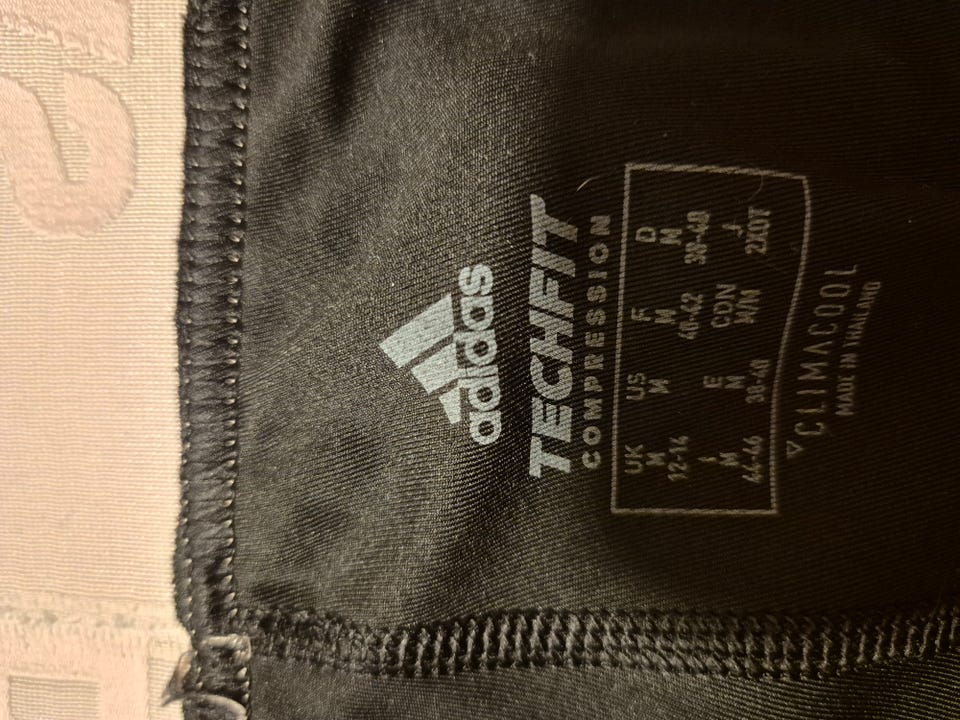 adidas
TECHFIT
COMPRESSION
UK US F D
M M M M
12-14 40-42 38-40
I E CDN J
M M M/M 2XOT
44-46 38-40
CLIMACOOL
MADE IN THAILAND